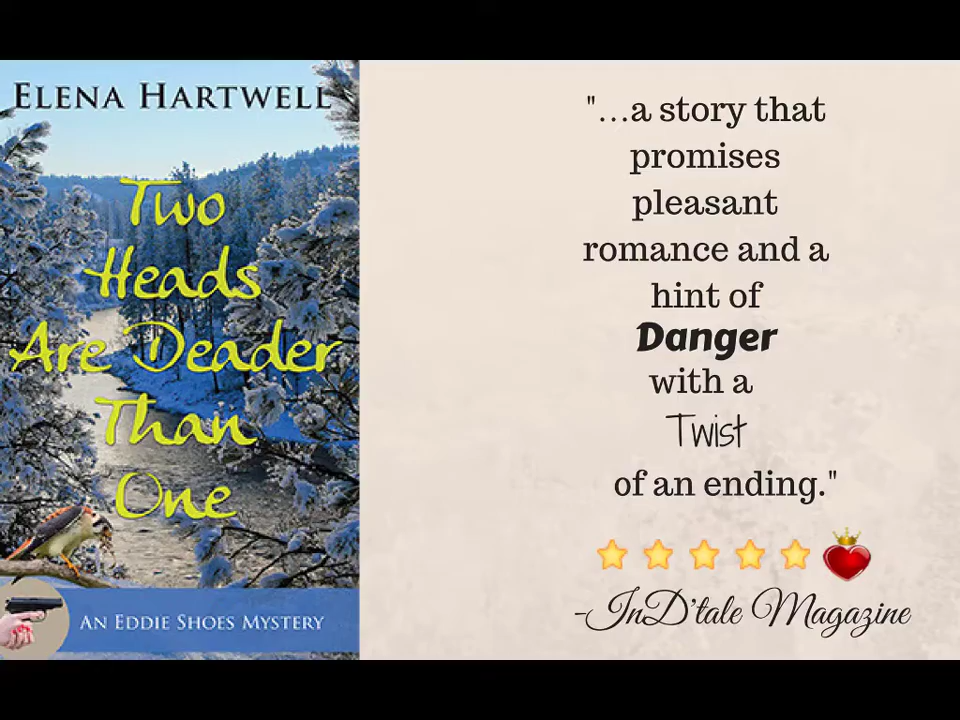 ELENA HARTWELL
Two
Heads
Are Deader
Than
One
AN EDDIE SHOES MYSTERY
"...a story that
promises
pleasant
romance and a
hint of
Danger
with a
Twist
of an ending."
-InD'tale Magazine